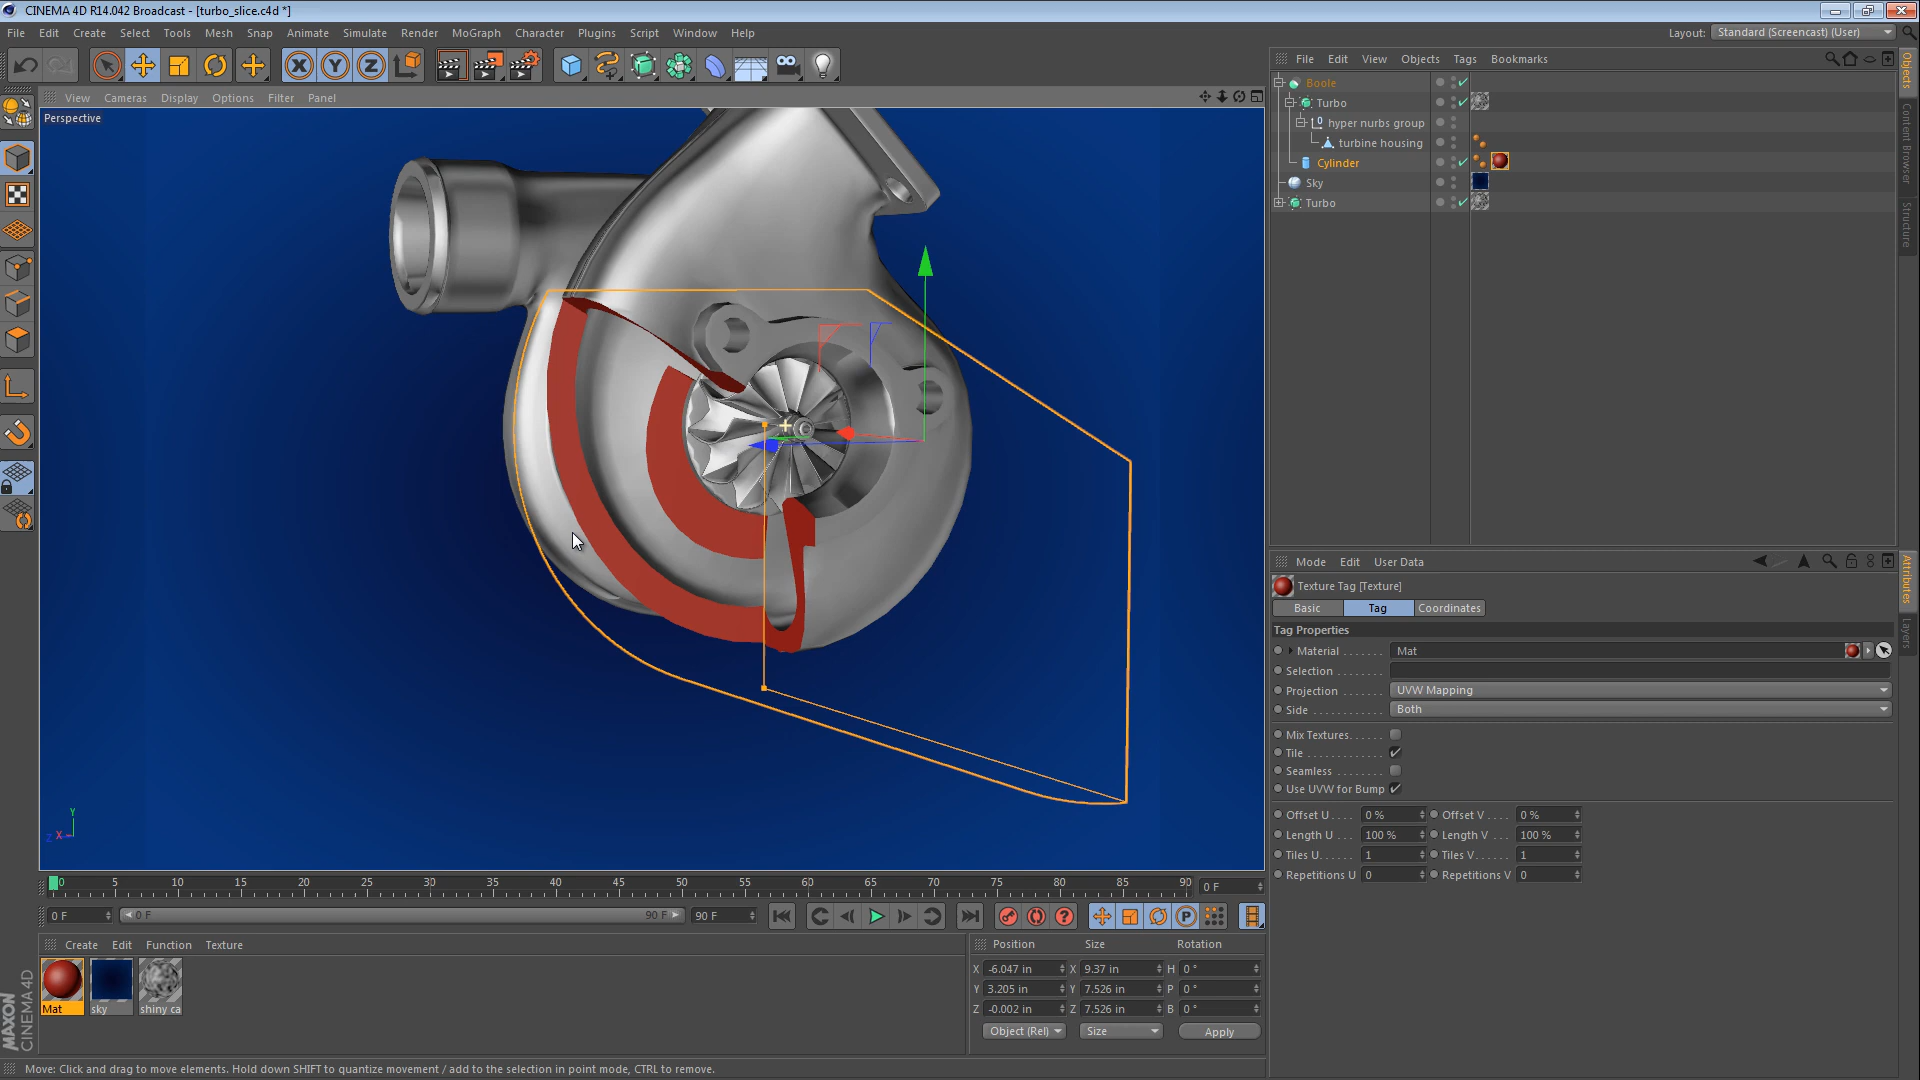 CINEMA 4D R14.042 Broadcast - [turbo_slice.c4d *]
File Edit Create Select Tools Mesh Snap Animate Simulate Render MoGraph Character Plugins Script Window Help
Layout: Standard (Screencast) (User)
File Edit View Objects Tags Bookmarks
View Cameras Display Options Filter Panel
Perspective
Boole
Turbo
hyper nurbs group
turbine housing
Cylinder
Sky
Turbo
Objects
Content Browser
Structure
X Y Z
Y
Z X
Mode Edit User Data
Texture Tag [Texture]
Basic Tag Coordinates
Tag Properties
Material . . . . . . . Mat
Selection . . . . . . .
Projection . . . . . . UVW Mapping
Side . . . . . . . . . . . Both
Mix Textures. . . . . .
Tile . . . . . . . . . . . .
Seamless . . . . . . . .
Use UVW for Bump
Offset U . . . . 0 % Offset V . . . . 0 %
Length U . . . 100 % Length V . . . 100 %
Tiles U. . . . . . 1 Tiles V. . . . . . 1
Repetitions U 0 Repetitions V 0
Attributes
Layers
0 5 10 15 20 25 30 35 40 45 50 55 60 65 70 75 80 85 90 0 F
0 F 0 F 90 F 90 F
P
Create Edit Function Texture
Mat sky shiny ca
MAXON
CINEMA 4D
Position Size Rotation
X -6.047 in X 9.37 in H 0 °
Y 3.205 in Y 7.526 in P 0 °
Z -0.002 in Z 7.526 in B 0 °
Object (Rel) Size Apply
Move: Click and drag to move elements. Hold down SHIFT to quantize movement / add to the selection in point mode, CTRL to remove.